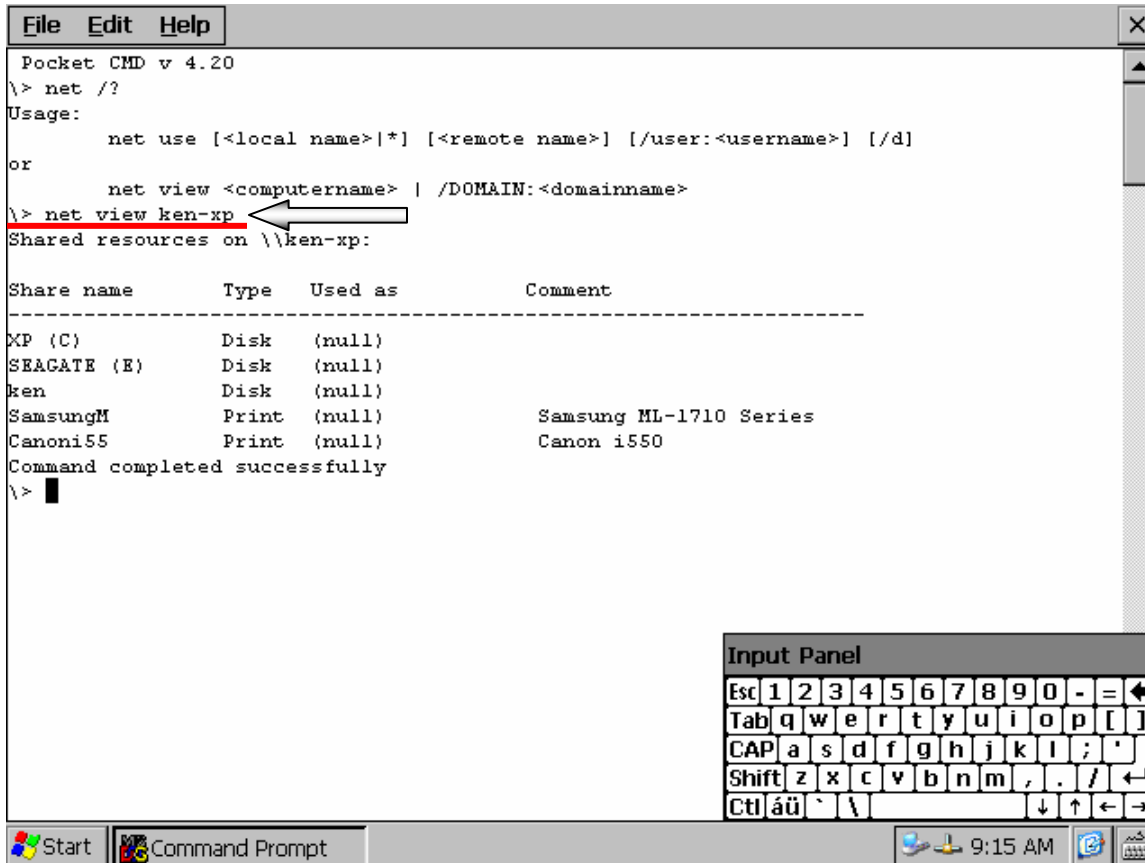 File Edit Help
Pocket CMD v 4.20
\> net /?
Usage:
net use [<local name>|*] [<remote name>] [/user:<username>] [/d]
or
net view <computername> | /DOMAIN:<domainname>
\> net view ken-xp
Shared resources on \\ken-xp:
Share name Type Used as Comment
--------------------------------------------------------------------
XP (C) Disk (null)
SEAGATE (E) Disk (null)
ken Disk (null)
SamsungM Print (null) Samsung ML-1710 Series
Canoni55 Print (null) Canon i550
Command completed successfully
\>
Input Panel
Esc 1 2 3 4 5 6 7 8 9 0 - =
Tab q w e r t y u i o p [ ]
CAP a s d f g h j k l ; '
Shift z x c v b n m , . /
Ctl áü ` \ ↓ ↑ ← →
Start Command Prompt 9:15 AM